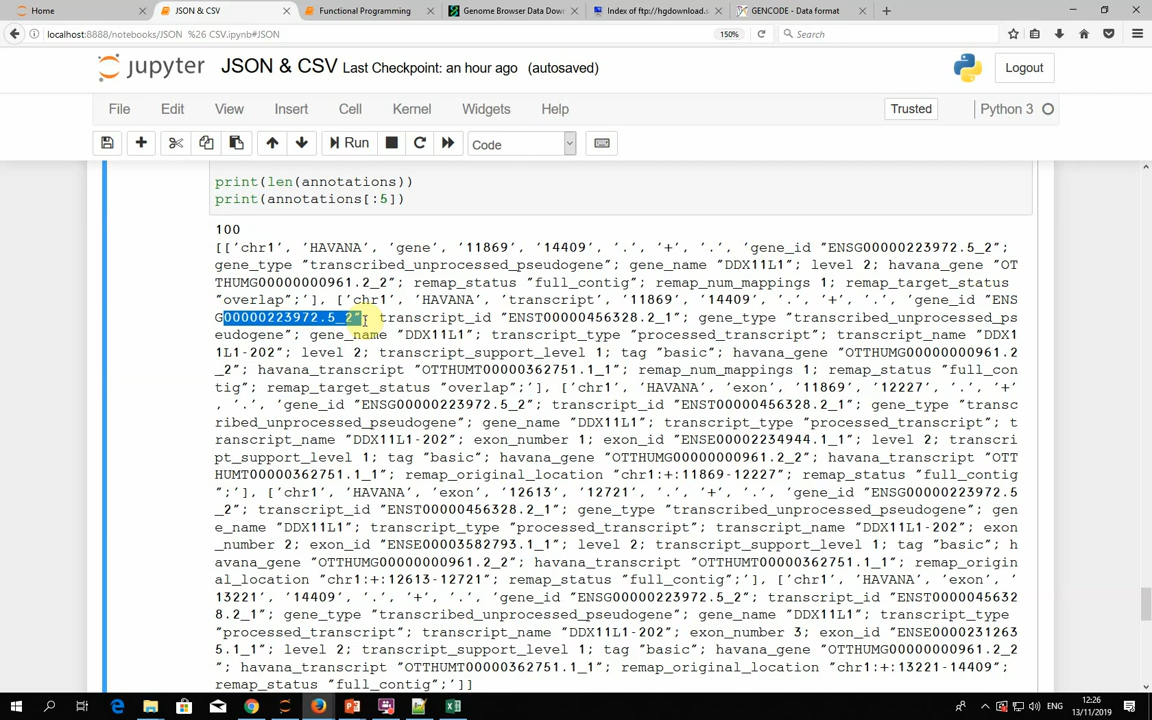 Home
JSON & CSV
Functional Programming
Genome Browser Data Dow
Index of ftp://hgdownload.s
GENCODE - Data format
localhost:8888/notebooks/JSON %26 CSV.ipynb#JSON
150%
Search
jupyter JSON & CSV Last Checkpoint: an hour ago (autosaved)
Logout
File Edit View Insert Cell Kernel Widgets Help
Trusted
Python 3
Run
Code
print(len(annotations))
print(annotations[:5])
100
[['chr1', 'HAVANA', 'gene', '11869', '14409', '.', '+', '.', 'gene_id "ENSG00000223972.5_2";
gene_type "transcribed_unprocessed_pseudogene"; gene_name "DDX11L1"; level 2; havana_gene "OT
THUMG00000000961.2_2"; remap_status "full_contig"; remap_num_mappings 1; remap_target_status
"overlap";'], ['chr1', 'HAVANA', 'transcript', '11869', '14409', '.', '+', '.', 'gene_id "ENS
G00000223972.5_2"; transcript_id "ENST00000456328.2_1"; gene_type "transcribed_unprocessed_ps
eudogene"; gene_name "DDX11L1"; transcript_type "processed_transcript"; transcript_name "DDX1
1L1-202"; level 2; transcript_support_level 1; tag "basic"; havana_gene "OTTHUMG00000000961.2
_2"; havana_transcript "OTTHUMT00000362751.1_1"; remap_num_mappings 1; remap_status "full_con
tig"; remap_target_status "overlap";'], ['chr1', 'HAVANA', 'exon', '11869', '12227', '.', '+'
, '.', 'gene_id "ENSG00000223972.5_2"; transcript_id "ENST00000456328.2_1"; gene_type "transc
ribed_unprocessed_pseudogene"; gene_name "DDX11L1"; transcript_type "processed_transcript"; t
ranscript_name "DDX11L1-202"; exon_number 1; exon_id "ENSE00002234944.1_1"; level 2; transcri
pt_support_level 1; tag "basic"; havana_gene "OTTHUMG00000000961.2_2"; havana_transcript "OTT
HUMT00000362751.1_1"; remap_original_location "chr1:+:11869-12227"; remap_status "full_contig
";'], ['chr1', 'HAVANA', 'exon', '12613', '12721', '.', '+', '.', 'gene_id "ENSG00000223972.5
_2"; transcript_id "ENST00000456328.2_1"; gene_type "transcribed_unprocessed_pseudogene"; gen
e_name "DDX11L1"; transcript_type "processed_transcript"; transcript_name "DDX11L1-202"; exon
_number 2; exon_id "ENSE00003582793.1_1"; level 2; transcript_support_level 1; tag "basic"; h
avana_gene "OTTHUMG00000000961.2_2"; havana_transcript "OTTHUMT00000362751.1_1"; remap_origin
al_location "chr1:+:12613-12721"; remap_status "full_contig";'], ['chr1', 'HAVANA', 'exon', '
13221', '14409', '.', '+', '.', 'gene_id "ENSG00000223972.5_2"; transcript_id "ENST0000045632
8.2_1"; gene_type "transcribed_unprocessed_pseudogene"; gene_name "DDX11L1"; transcript_type
"processed_transcript"; transcript_name "DDX11L1-202"; exon_number 3; exon_id "ENSE0000231263
5.1_1"; level 2; transcript_support_level 1; tag "basic"; havana_gene "OTTHUMG00000000961.2_2
"; havana_transcript "OTTHUMT00000362751.1_1"; remap_original_location "chr1:+:13221-14409";
remap_status "full_contig";']]
ENG
12:26
13/11/2019